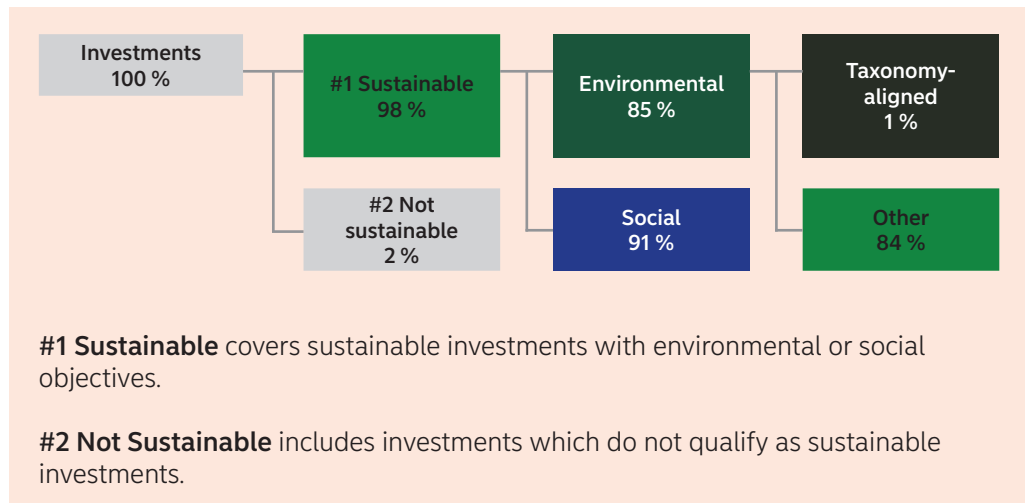 Investments
100 %
#1 Sustainable
98 %
Environmental
85 %
Taxonomy-
aligned
1 %
#2 Not
sustainable
2 %
Social
91 %
Other
84 %
#1 Sustainable covers sustainable investments with environmental or social
objectives.
#2 Not Sustainable includes investments which do not qualify as sustainable
investments.